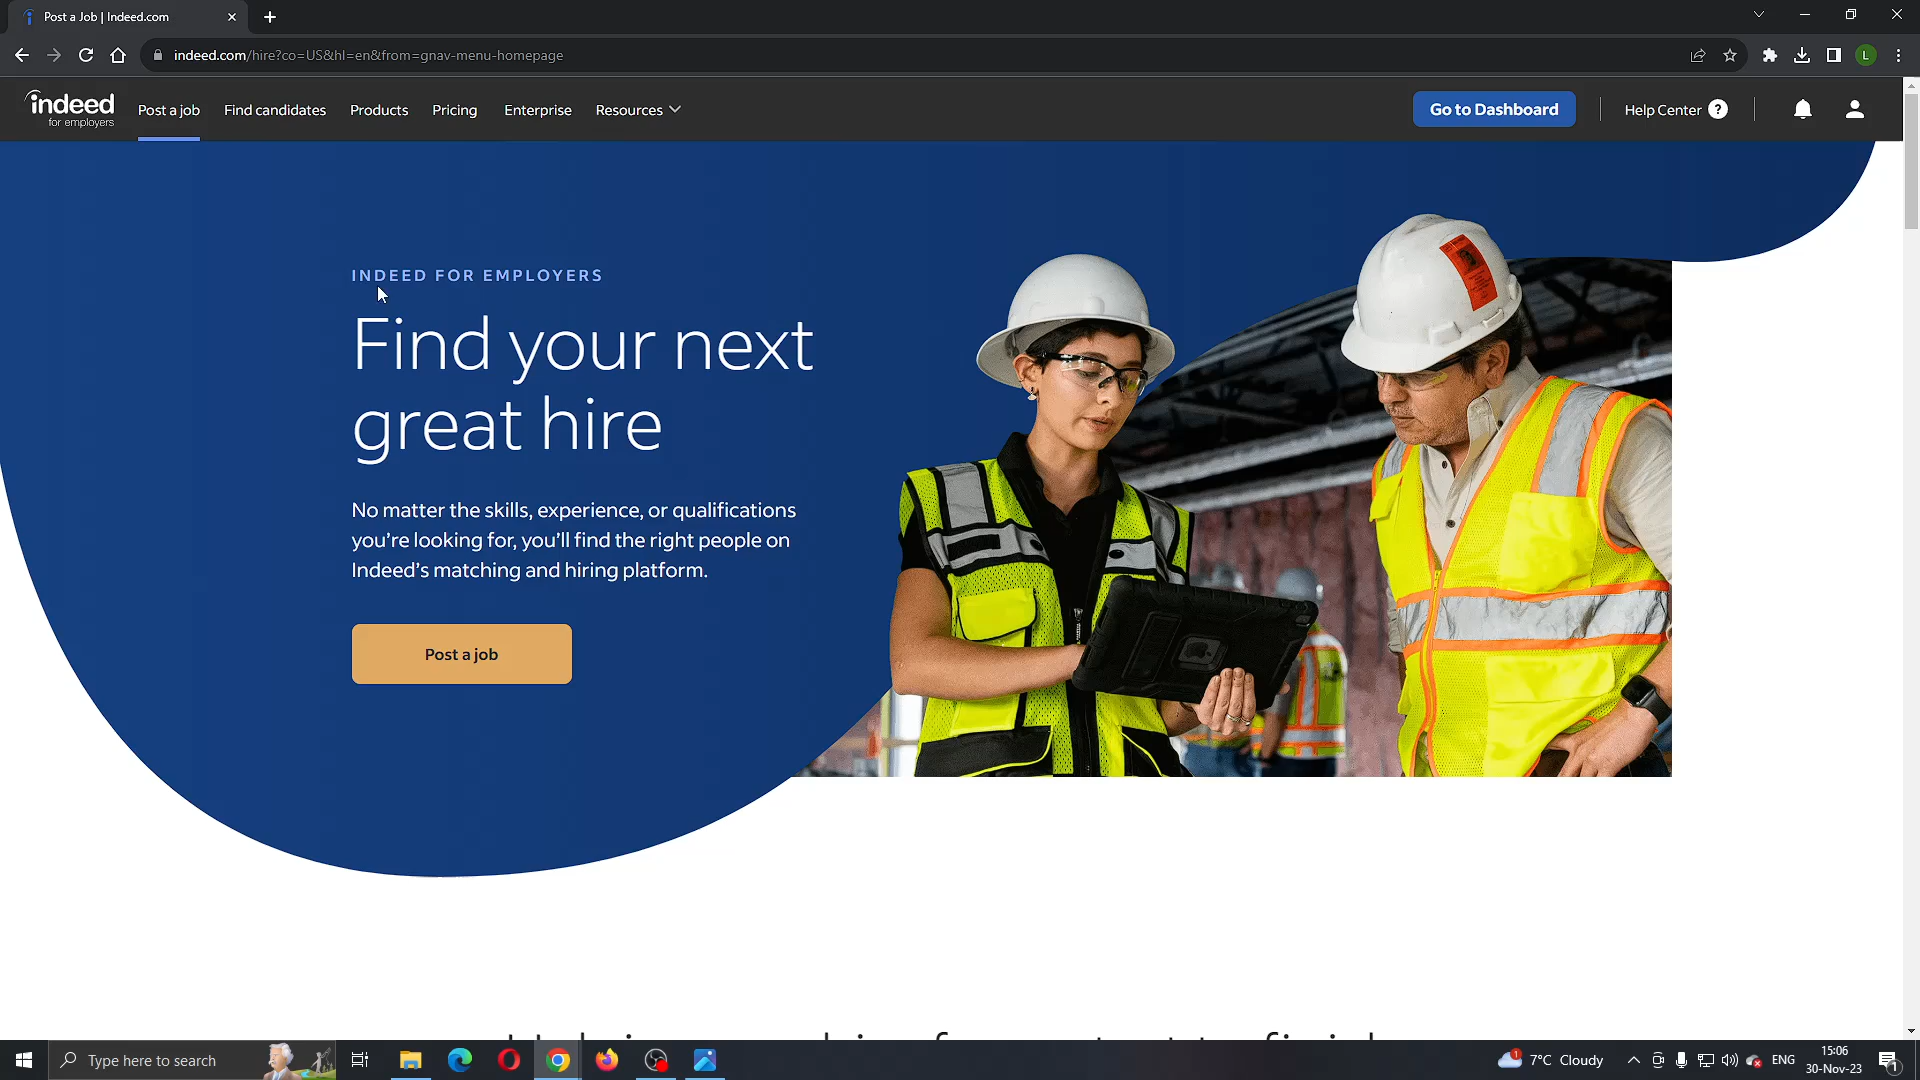 Post a Job | Indeed.com
indeed.com/hire?co=US&hl=en&from=gnav-menu-homepage
L
indeed
for employers
Post a job
Find candidates
Products
Pricing
Enterprise
Resources
Go to Dashboard
Help Center ?
INDEED FOR EMPLOYERS
Find your next
great hire
No matter the skills, experience, or qualifications
you're looking for, you'll find the right people on
Indeed's matching and hiring platform.
Post a job
Type here to search
1
7°C Cloudy
ENG
15:06
30-Nov-23
1